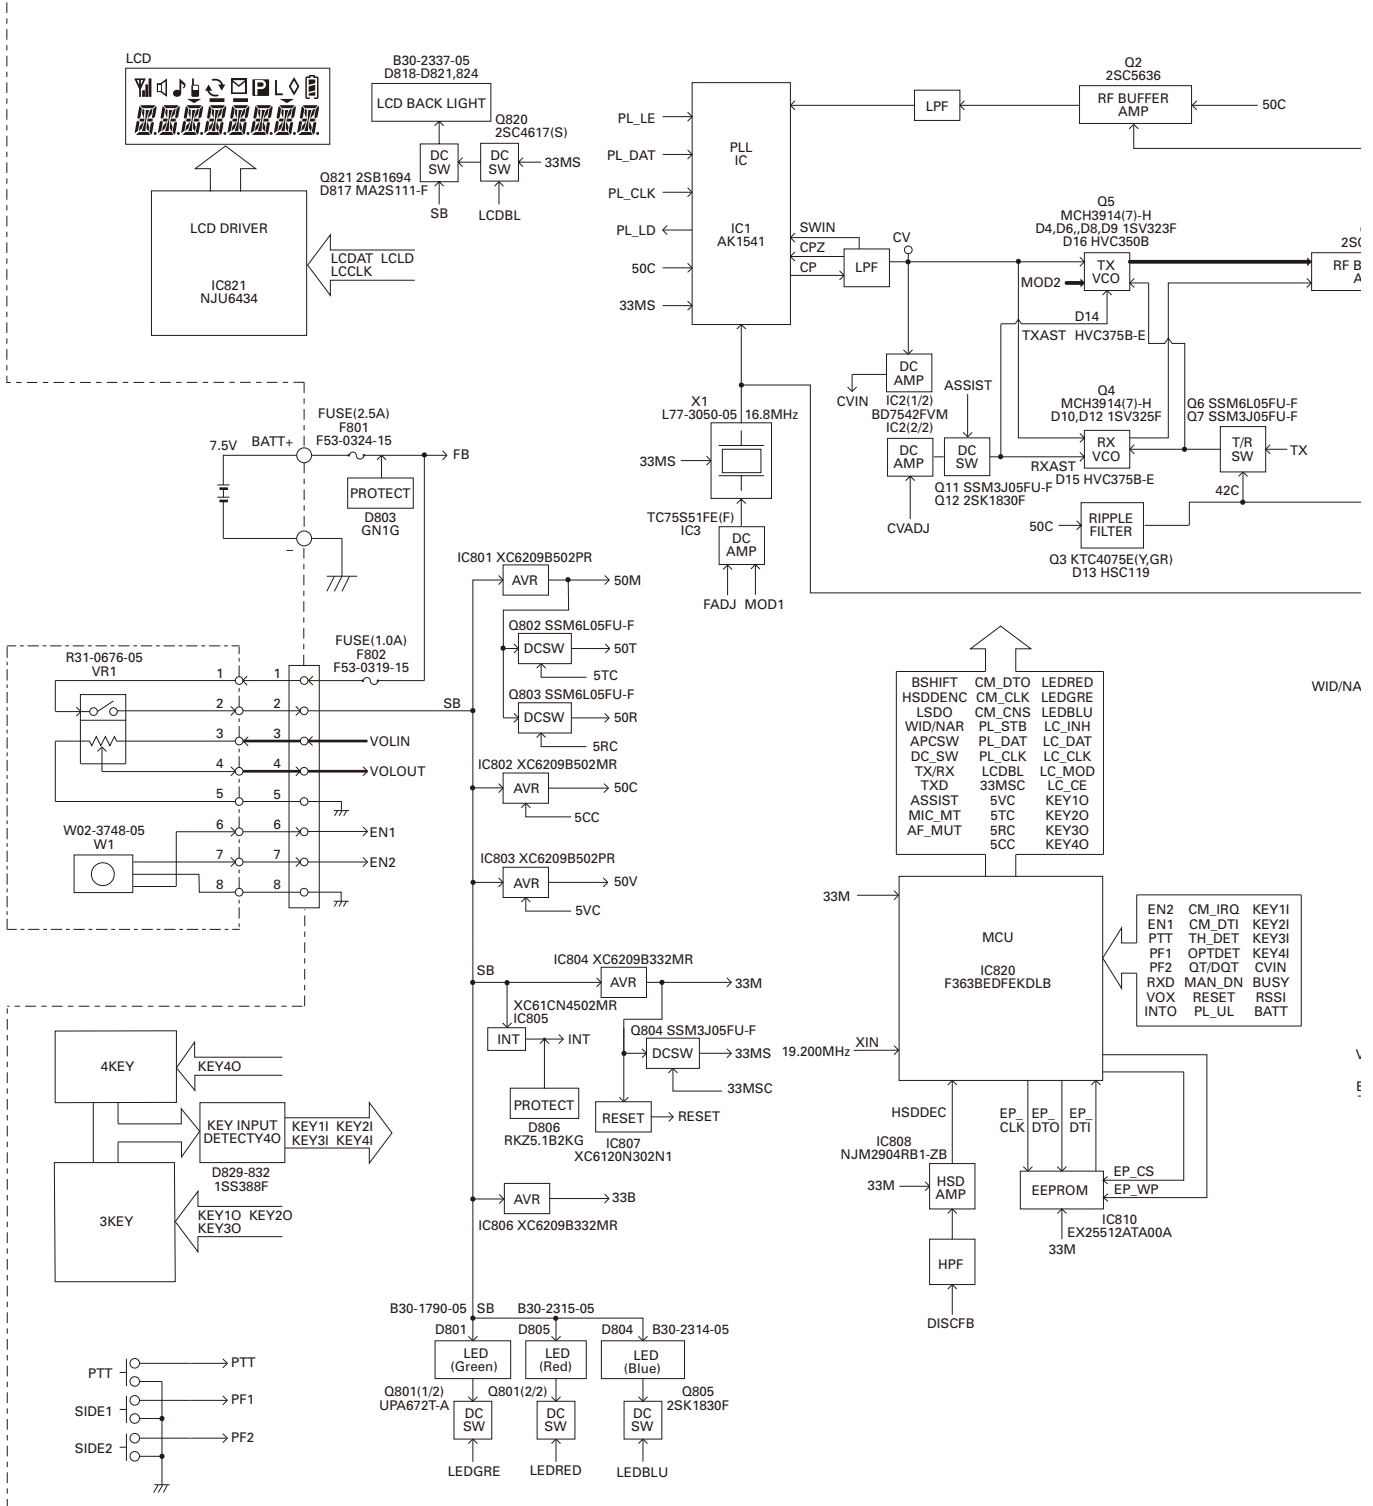 LCD
LCD DRIVER
IC821
NJU6434
LCDAT LCLD
LCCLK
B30-2337-05
D818-D821,824
LCD BACK LIGHT
Q820
2SC4617(S)
DC
SW
DC
SW
33MS
Q821 2SB1694
D817 MA2S111-F
SB
LCDBL
PL_LE
PL_DAT
PL_CLK
PL_LD
50C
33MS
PLL
IC
IC1
AK1541
SWIN
CPZ
CP
LPF
CV
LPF
Q2
2SC5636
RF BUFFER
AMP
50C
Q5
MCH3914(7)-H
D4,D6,,D8,D9 1SV323F
D16 HVC350B
TX
VCO
MOD2
D14
TXAST HVC375B-E
2SC
RF B
A
DC
AMP
CVIN
IC2(1/2)
BD7542FVM
IC2(2/2)
DC
AMP
ASSIST
DC
SW
Q11 SSM3J05FU-F
Q12 2SK1830F
CVADJ
Q4
MCH3914(7)-H
D10,D12 1SV325F
RX
VCO
RXAST
D15 HVC375B-E
Q6 SSM6L05FU-F
Q7 SSM3J05FU-F
T/R
SW
TX
42C
50C
RIPPLE
FILTER
Q3 KTC4075E(Y,GR)
D13 HSC119
X1
L77-3050-05 16.8MHz
33MS
TC75S51FE(F)
IC3
DC
AMP
FADJ MOD1
7.5V
BATT+
FUSE(2.5A)
F801
F53-0324-15
FB
PROTECT
D803
GN1G
–
FUSE(1.0A)
F802
F53-0319-15
R31-0676-05
VR1
1 1
2 2
3 3
4 4
5 5
6 6
7 7
8 8
SB
VOLIN
VOLOUT
EN1
EN2
W02-3748-05
W1
IC801 XC6209B502PR
AVR
50M
Q802 SSM6L05FU-F
DCSW
50T
5TC
Q803 SSM6L05FU-F
DCSW
50R
5RC
IC802 XC6209B502MR
AVR
50C
5CC
IC803 XC6209B502PR
AVR
50V
5VC
SB
IC804 XC6209B332MR
AVR
33M
XC61CN4502MR
IC805
INT
INT
Q804 SSM3J05FU-F
DCSW
33MS
33MSC
PROTECT
D806
RKZ5.1B2KG
RESET
RESET
IC807
XC6120N302N1
AVR
33B
IC806 XC6209B332MR
BSHIFT CM_DTO LEDRED
HSDDENC CM_CLK LEDGRE
LSDO CM_CNS LEDBLU
WID/NAR PL_STB LC_INH
APCSW PL_DAT LC_DAT
DC_SW PL_CLK LC_CLK
TX/RX LCDBL LC_MOD
TXD 33MSC LC_CE
ASSIST 5VC KEY1O
MIC_MT 5TC KEY2O
AF_MUT 5RC KEY3O
5CC KEY4O
WID/NA
33M
MCU
IC820
F363BEDFEKDLB
19.200MHz
XIN
EN2 CM_IRQ KEY1I
EN1 CM_DTI KEY2I
PTT TH_DET KEY3I
PF1 OPTDET KEY4I
PF2 QT/DQT CVIN
RXD MAN_DN BUSY
VOX RESET RSSI
INTO PL_UL BATT
HSDDEC
IC808
NJM2904RB1-ZB
33M
HSD
AMP
HPF
DISCFB
EP_
CLK
EP_
DTO
EP_
DTI
EEPROM
EP_CS
EP_WP
IC810
EX25512ATA00A
33M
4KEY
KEY4O
KEY INPUT
DETECTY4O
KEY1I KEY2I
KEY3I KEY4I
D829-832
1SS388F
3KEY
KEY1O KEY2O
KEY3O
B30-1790-05 SB B30-2315-05
D801
D805
D804
B30-2314-05
LED
(Green)
LED
(Red)
LED
(Blue)
Q801(1/2)
UPA672T-A
Q801(2/2)
Q805
2SK1830F
DC
SW
DC
SW
DC
SW
LEDGRE
LEDRED
LEDBLU
PTT
PTT
SIDE1
PF1
SIDE2
PF2